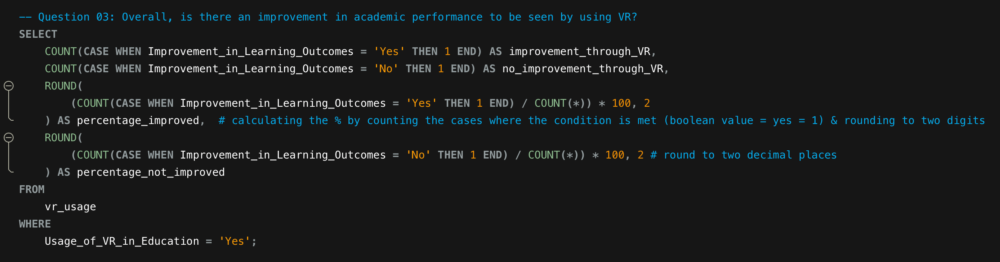 -- Question 03: Overall, is there an improvement in academic performance to be seen by using VR?
SELECT
    COUNT(CASE WHEN Improvement_in_Learning_Outcomes = 'Yes' THEN 1 END) AS improvement_through_VR,
    COUNT(CASE WHEN Improvement_in_Learning_Outcomes = 'No' THEN 1 END) AS no_improvement_through_VR,
    ROUND(
        (COUNT(CASE WHEN Improvement_in_Learning_Outcomes = 'Yes' THEN 1 END) / COUNT(*)) * 100, 2
    ) AS percentage_improved,  # calculating the % by counting the cases where the condition is met (boolean value = yes = 1) & rounding to two digits
    ROUND(
        (COUNT(CASE WHEN Improvement_in_Learning_Outcomes = 'No' THEN 1 END) / COUNT(*)) * 100, 2 # round to two decimal places
    ) AS percentage_not_improved
FROM
    vr_usage
WHERE
    Usage_of_VR_in_Education = 'Yes';